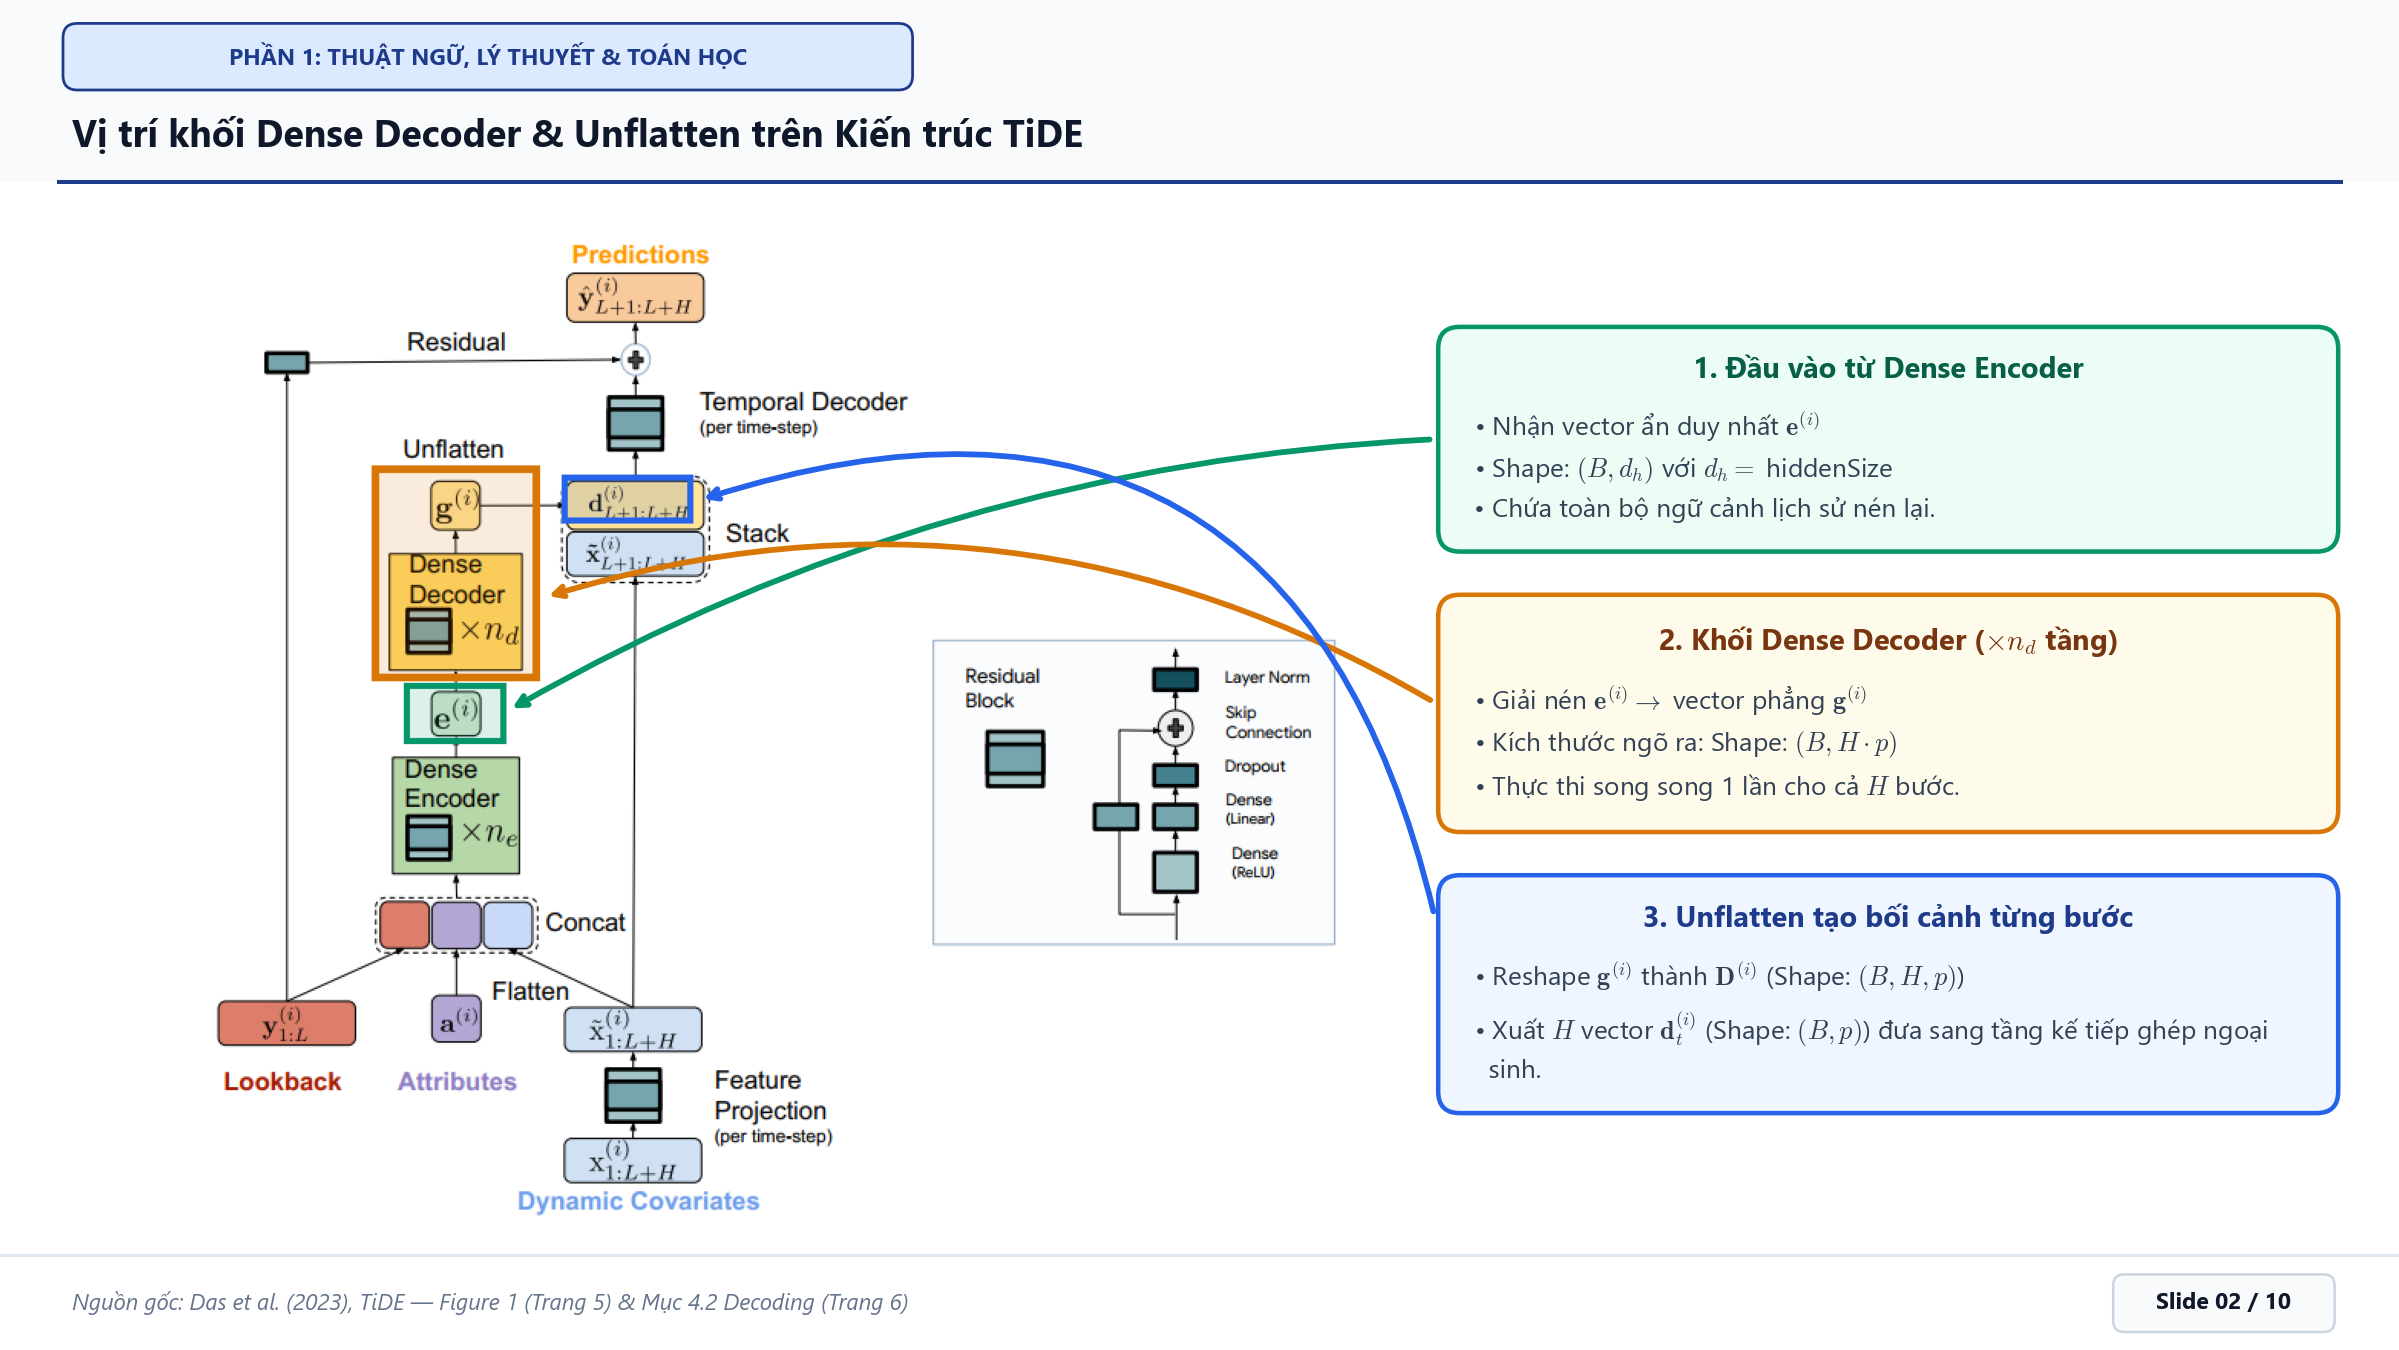 PHẦN 1: THUẬT NGỮ, LÝ THUYẾT & TOÁN HỌC
Vị trí khối Dense Decoder & Unflatten trên Kiến trúc TiDE
Predictions
ŷ^{(i)}_{L+1:L+H}
Residual
Temporal Decoder
(per time-step)
Unflatten
g^{(i)}
d^{(i)}_{L+1:L+H}
Stack
x̃^{(i)}_{L+1:L+H}
Dense
Decoder
×n_d
e^{(i)}
Dense
Encoder
×n_e
Concat
Flatten
y^{(i)}_{1:L}
a^{(i)}
x̃^{(i)}_{1:L+H}
Lookback
Attributes
Feature
Projection
(per time-step)
x^{(i)}_{1:L+H}
Dynamic Covariates
Residual
Block
Layer Norm
Skip
Connection
Dropout
Dense
(Linear)
Dense
(ReLU)
1. Đầu vào từ Dense Encoder
• Nhận vector ẩn duy nhất e^{(i)}
• Shape: (B, d_h) với d_h = hiddenSize
• Chứa toàn bộ ngữ cảnh lịch sử nén lại.
2. Khối Dense Decoder (×n_d tầng)
• Giải nén e^{(i)} → vector phẳng g^{(i)}
• Kích thước ngõ ra: Shape: (B, H · p)
• Thực thi song song 1 lần cho cả H bước.
3. Unflatten tạo bối cảnh từng bước
• Reshape g^{(i)} thành D^{(i)} (Shape: (B, H, p))
• Xuất H vector d_t^{(i)} (Shape: (B, p)) đưa sang tầng kế tiếp ghép ngoại
sinh.
Nguồn gốc: Das et al. (2023), TiDE — Figure 1 (Trang 5) & Mục 4.2 Decoding (Trang 6)
Slide 02 / 10